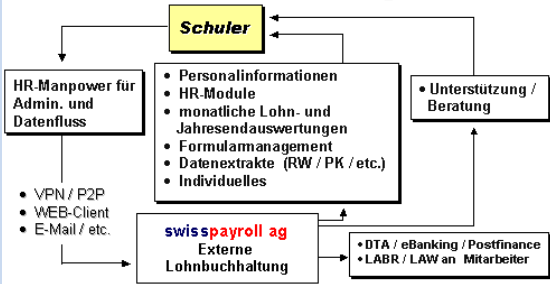 Schuler
HR-Manpower für
Admin. und
Datenfluss
• Personalinformationen
• HR-Module
• monatliche Lohn- und
Jahresendauswertungen
• Formularmanagement
• Datenextrakte (RW / PK / etc.)
• Individuelles
• Unterstützung /
Beratung
• VPN / P2P
• WEB-Client
• E-Mail / etc.
swisspayroll ag
Externe
Lohnbuchhaltung
• DTA / eBanking / Postfinance
• LABR / LAW an Mitarbeiter